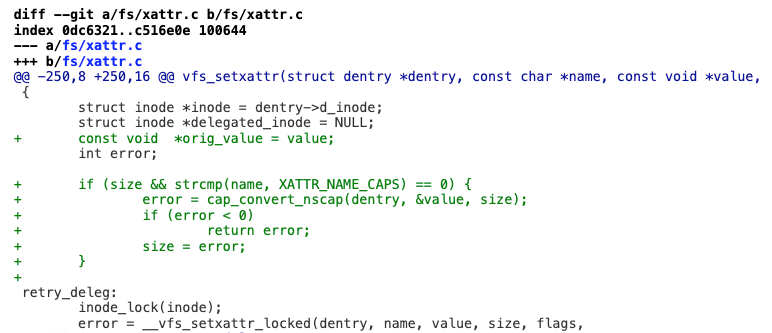 diff --git a/fs/xattr.c b/fs/xattr.c
index 0dc6321..c516e0e 100644
--- a/fs/xattr.c
+++ b/fs/xattr.c
@@ -250,8 +250,16 @@ vfs_setxattr(struct dentry *dentry, const char *name, const void *value,
 {
        struct inode *inode = dentry->d_inode;
        struct inode *delegated_inode = NULL;
+       const void  *orig_value = value;
        int error;

+       if (size && strcmp(name, XATTR_NAME_CAPS) == 0) {
+               error = cap_convert_nscap(dentry, &value, size);
+               if (error < 0)
+                       return error;
+               size = error;
+       }
+
 retry_deleg:
        inode_lock(inode);
        error = __vfs_setxattr_locked(dentry, name, value, size, flags,